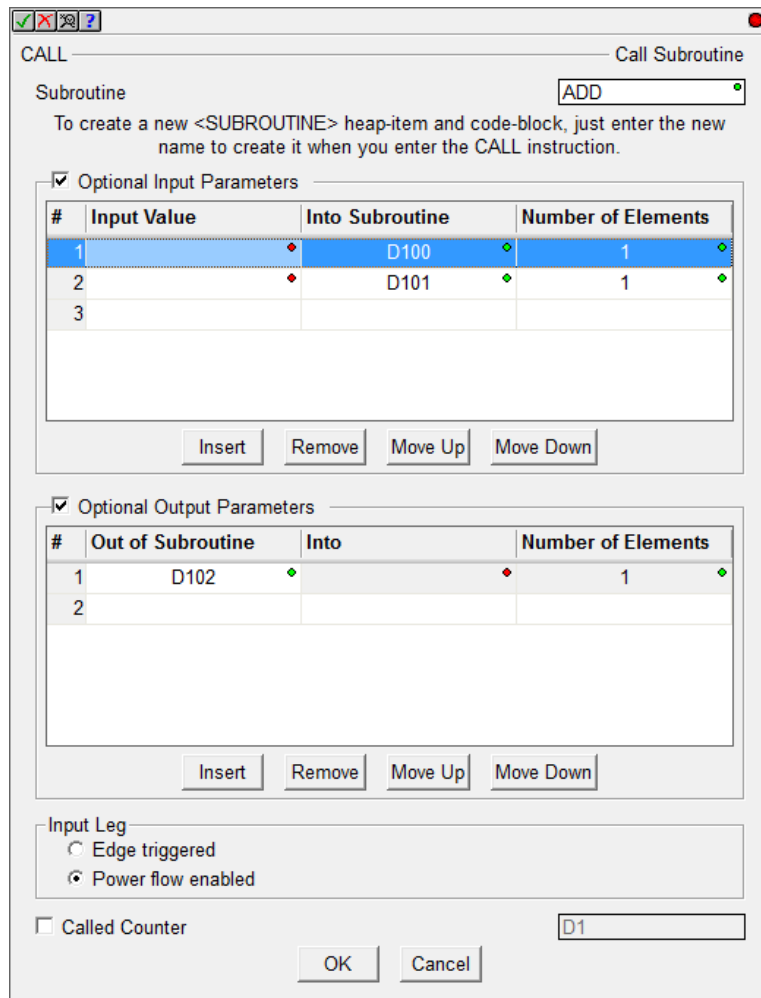 ?
CALL Call Subroutine
Subroutine ADD
To create a new <SUBROUTINE> heap-item and code-block, just enter the new
name to create it when you enter the CALL instruction.
Optional Input Parameters
# Input Value Into Subroutine Number of Elements
1 D100 1
2 D101 1
3
Insert Remove Move Up Move Down
Optional Output Parameters
# Out of Subroutine Into Number of Elements
1 D102 1
2
Insert Remove Move Up Move Down
Input Leg
Edge triggered
Power flow enabled
Called Counter D1
OK Cancel